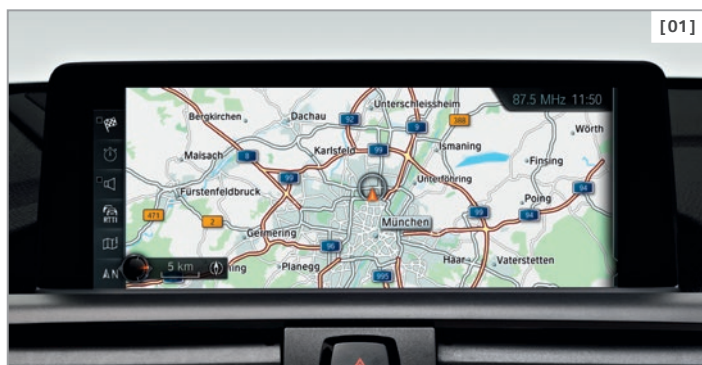 [01]
87.5 MHz 11:50
Unterschleissheim
Bergkirchen
Dachau
92
388
9
Wörth
Karlsfeld
99
Ismaning
Maisach
8
Finsing
99
Unterföhring
Fürstenfeldbruck
94
Poing
471
2
99
94
München
Germering
96
Haar
Vaterstetten
5 km
ning
Planegg
995
N